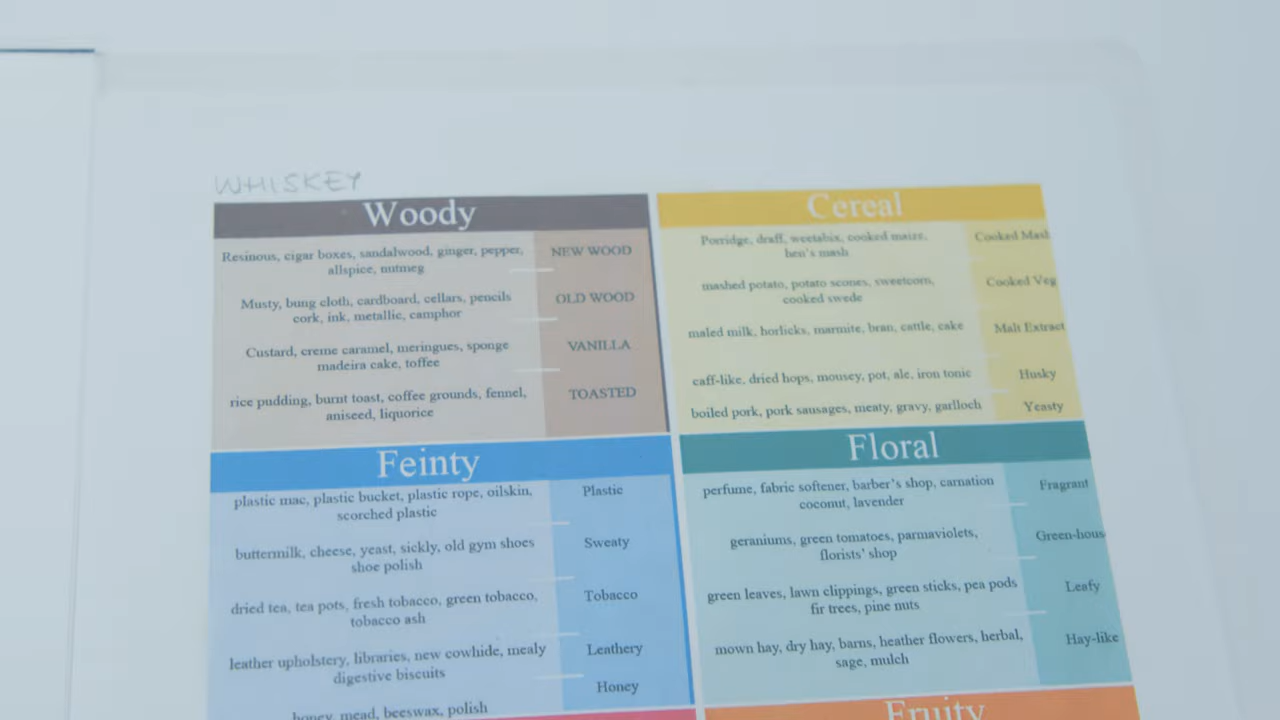 WHISKEY
Woody
Resinous, cigar boxes, sandalwood, ginger, pepper,
allspice, nutmeg
NEW WOOD
Musty, bung cloth, cardboard, cellars, pencils
cork, ink, metallic, camphor
OLD WOOD
Custard, creme caramel, meringues, sponge
madeira cake, toffee
VANILLA
rice pudding, burnt toast, coffee grounds, fennel,
aniseed, liquorice
TOASTED
Cereal
Porridge, draff, weetabix, cooked maize,
hen's mash
Cooked Mash
mashed potato, potato scones, sweetcorn,
cooked swede
Cooked Veg
maled milk, horlicks, marmite, bran, cattle, cake
Malt Extract
caff-like, dried hops, mousey, pot, ale, iron tonic
Husky
boiled pork, pork sausages, meaty, gravy, garlloch
Yeasty
Feinty
plastic mac, plastic bucket, plastic rope, oilskin,
scorched plastic
Plastic
buttermilk, cheese, yeast, sickly, old gym shoes
shoe polish
Sweaty
dried tea, tea pots, fresh tobacco, green tobacco,
tobacco ash
Tobacco
leather upholstery, libraries, new cowhide, mealy
digestive biscuits
Leathery
honey, mead, beeswax, polish
Honey
Floral
perfume, fabric softener, barber's shop, carnation
coconut, lavender
Fragrant
geraniums, green tomatoes, parmaviolets,
florists' shop
Green-hous
green leaves, lawn clippings, green sticks, pea pods
fir trees, pine nuts
Leafy
mown hay, dry hay, barns, heather flowers, herbal,
sage, mulch
Hay-like
Fruity